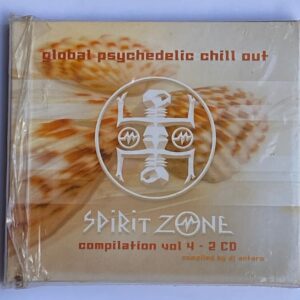 global psychedelic chill out
SPIRIT ZONE
compilation vol 4 - 2 CD
compiled by dj antaro